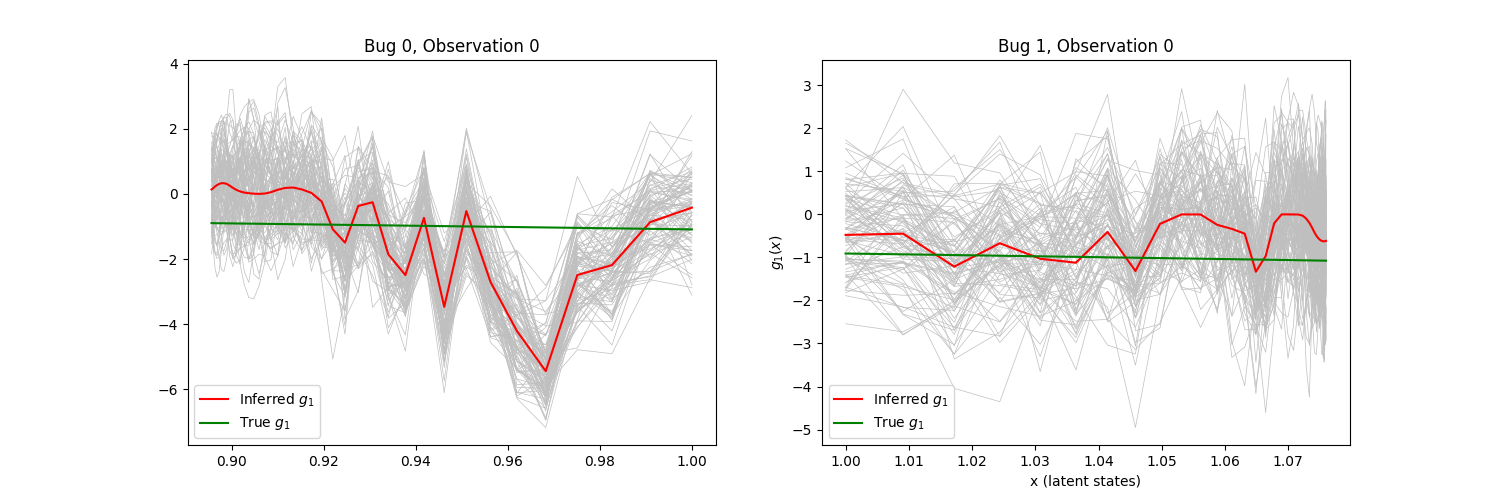 Bug 0, Observation 0
4
2
0
−2
−4
−6
Inferred g₁
True g₁
0.90 0.92 0.94 0.96 0.98 1.00
Bug 1, Observation 0
g₁(x)
3
2
1
0
−1
−2
−3
−4
−5
Inferred g₁
True g₁
1.00 1.01 1.02 1.03 1.04 1.05 1.06 1.07
x (latent states)